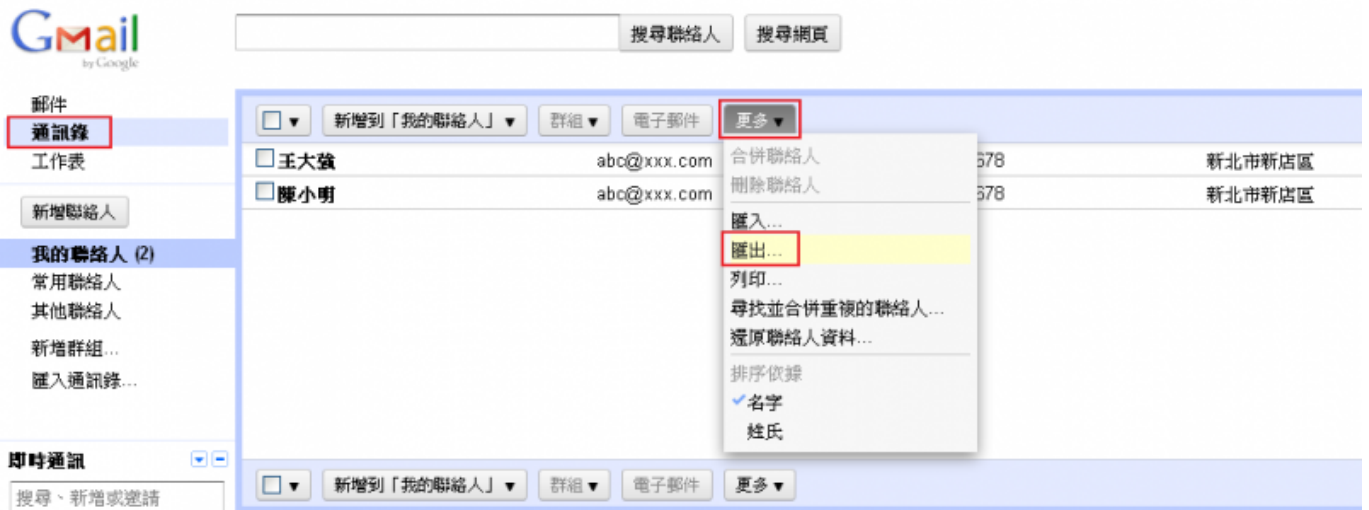 Gmail
by Google
搜尋聯絡人
搜尋網頁
郵件
通訊錄
工作表
新增聯絡人
我的聯絡人 (2)
常用聯絡人
其他聯絡人
新增群組...
匯入通訊錄...
即時通訊
搜尋、新增或邀請
新增到「我的聯絡人」
群組
電子郵件
更多
王大強 abc@xxx.com 678 新北市新店區
陳小明 abc@xxx.com 678 新北市新店區
合併聯絡人
刪除聯絡人
匯入...
匯出...
列印...
尋找並合併重複的聯絡人...
還原聯絡人資料...
排序依據
名字
姓氏
新增到「我的聯絡人」
群組
電子郵件
更多